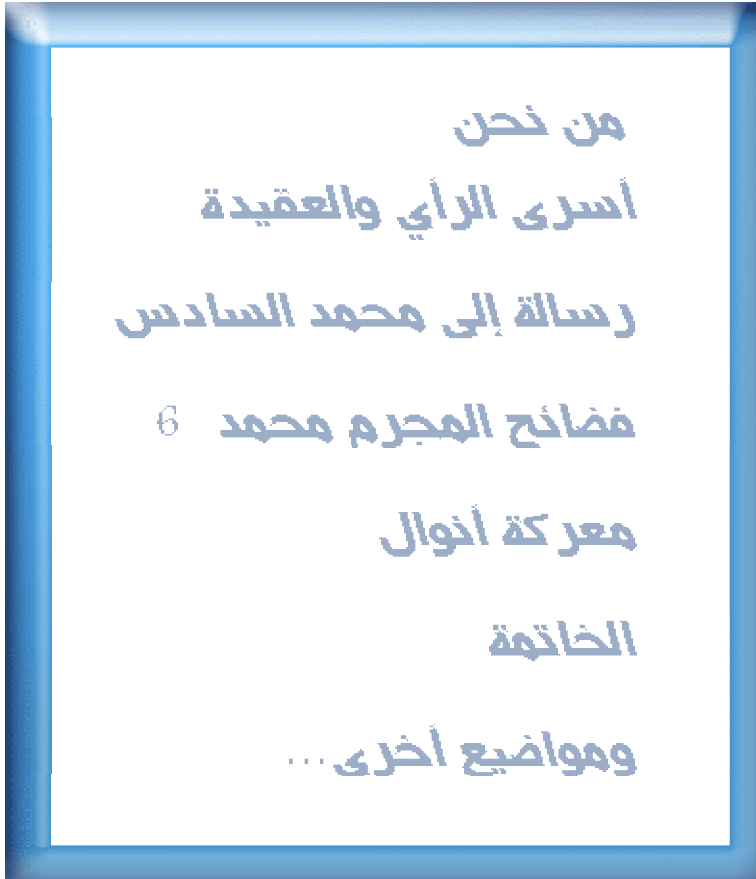 من نحن
أسرى الرأي والعقيدة
رسالة إلى محمد السادس
فضائح المجرم محمد 6
معركة أنوال
الخاتمة
ومواضيع أخرى...